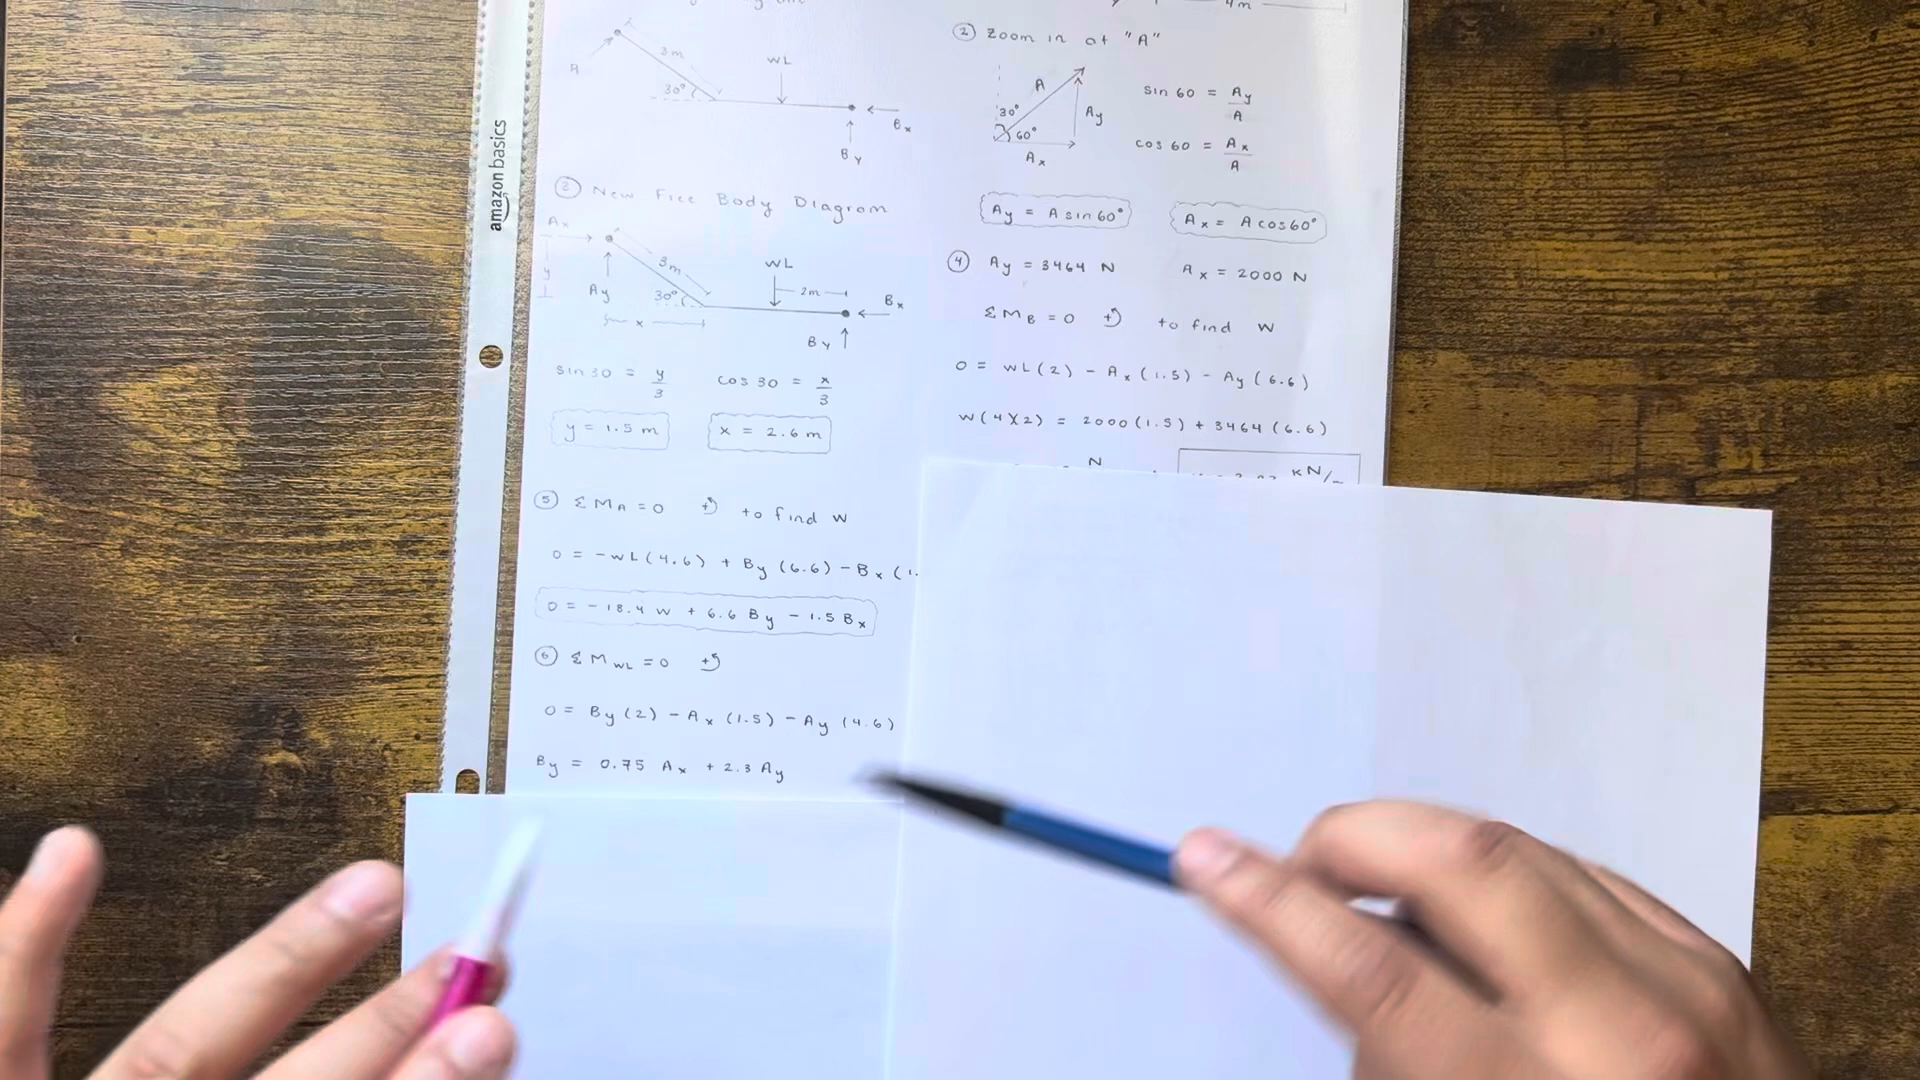 4m
A
3m
30°
WL
Bx
By
③ New Free Body Diagram
Ax
y
Ay
3m
30°
x
WL
2m
Bx
By
sin 30 = y/3
cos 30 = x/3
y = 1.5 m
x = 2.6 m
⑤ ΣMA = 0 +↺ to find w
0 = -wL(4.6) + By (6.6) - Bx (1.
0 = -18.4 w + 6.6 By - 1.5 Bx
⑥ ΣMWL = 0 +↺
0 = By (2) - Ax (1.5) - Ay (4.6)
By = 0.75 Ax + 2.3 Ay
② Zoom in at "A"
A
30°
60°
Ay
Ax
sin 60 = Ay/A
cos 60 = Ax/A
Ay = A sin 60°
Ax = A cos 60°
④ Ay = 3464 N Ax = 2000 N
ΣMB = 0 +↺ to find w
0 = wL(2) - Ax (1.5) - Ay (6.6)
w(4)(2) = 2000 (1.5) + 3464 (6.6)
N
kN/
amazon basics